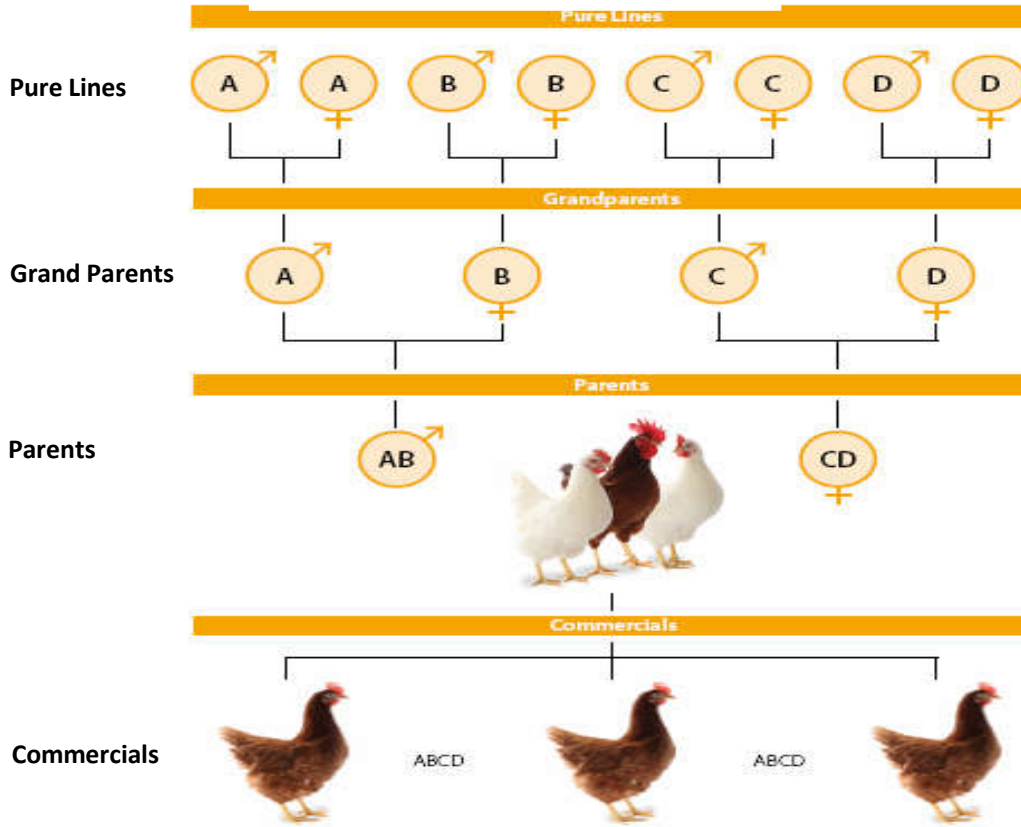 Pure Lines
Pure Lines
A A B B C C D D
Grandparents
Grand Parents
A B C D
Parents
Parents
AB CD
Commercials
Commercials
ABCD ABCD